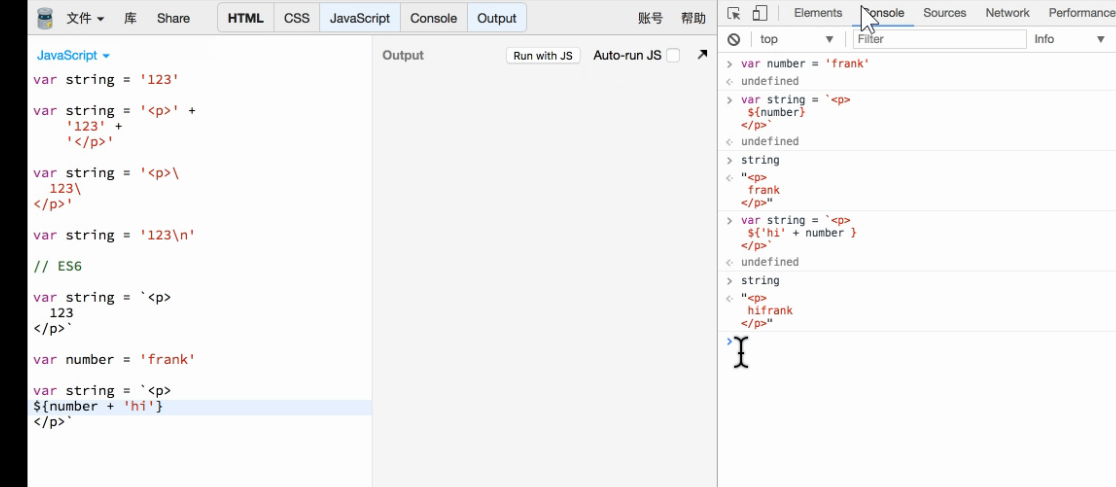 文件 库 Share HTML CSS JavaScript Console Output 账号 帮助
JavaScript
var string = '123'
var string = '<p>' +
'123' +
'</p>'
var string = '<p>\
123\
</p>'
var string = '123\n'
// ES6
var string = `<p>
123
</p>`
var number = 'frank'
var string = `<p>
${number + 'hi'}
</p>`
Output Run with JS Auto-run JS
Elements Console Sources Network Performance
top Filter Info
> var number = 'frank'
< undefined
> var string = `<p>
${number}
</p>`
< undefined
> string
< "<p>
frank
</p>"
> var string = `<p>
${'hi' + number }
</p>`
< undefined
> string
< "<p>
hifrank
</p>"
>